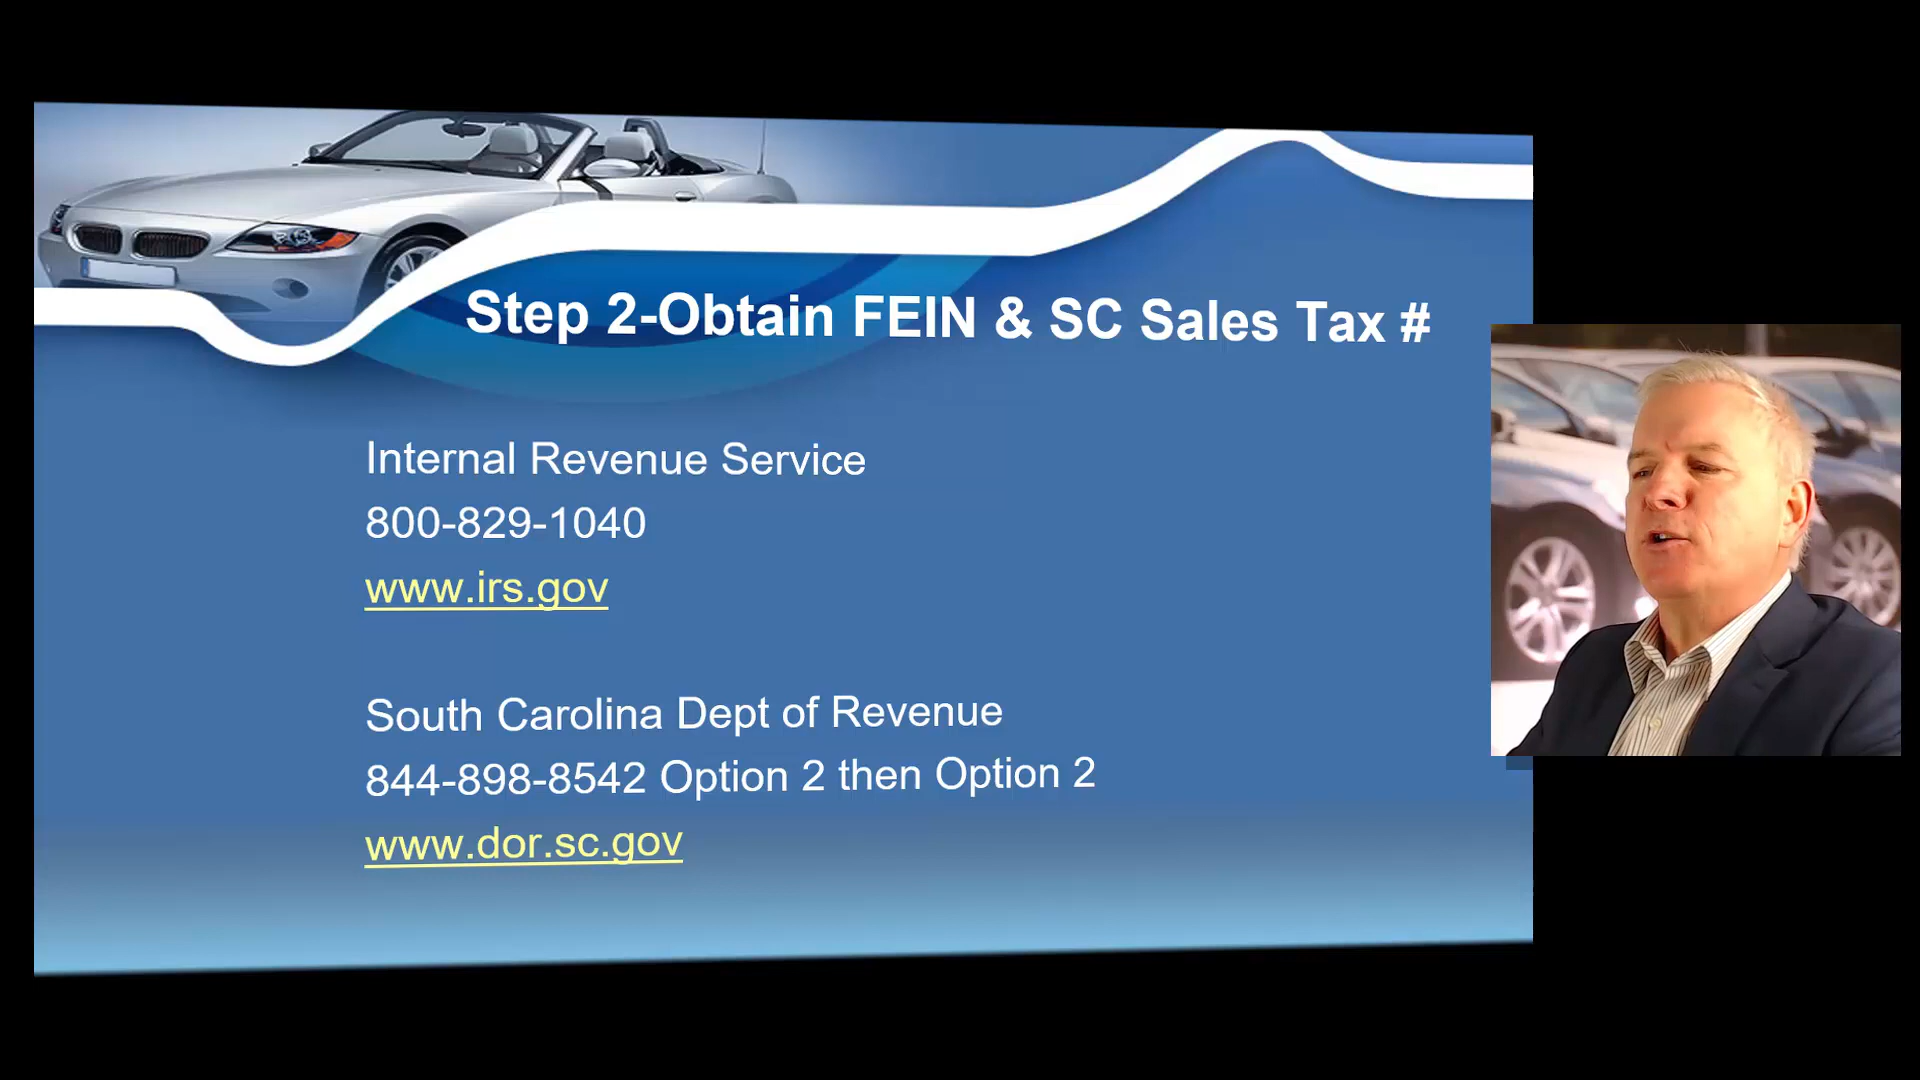 Step 2-Obtain FEIN & SC Sales Tax #
Internal Revenue Service
800-829-1040
www.irs.gov
South Carolina Dept of Revenue
844-898-8542 Option 2 then Option 2
www.dor.sc.gov